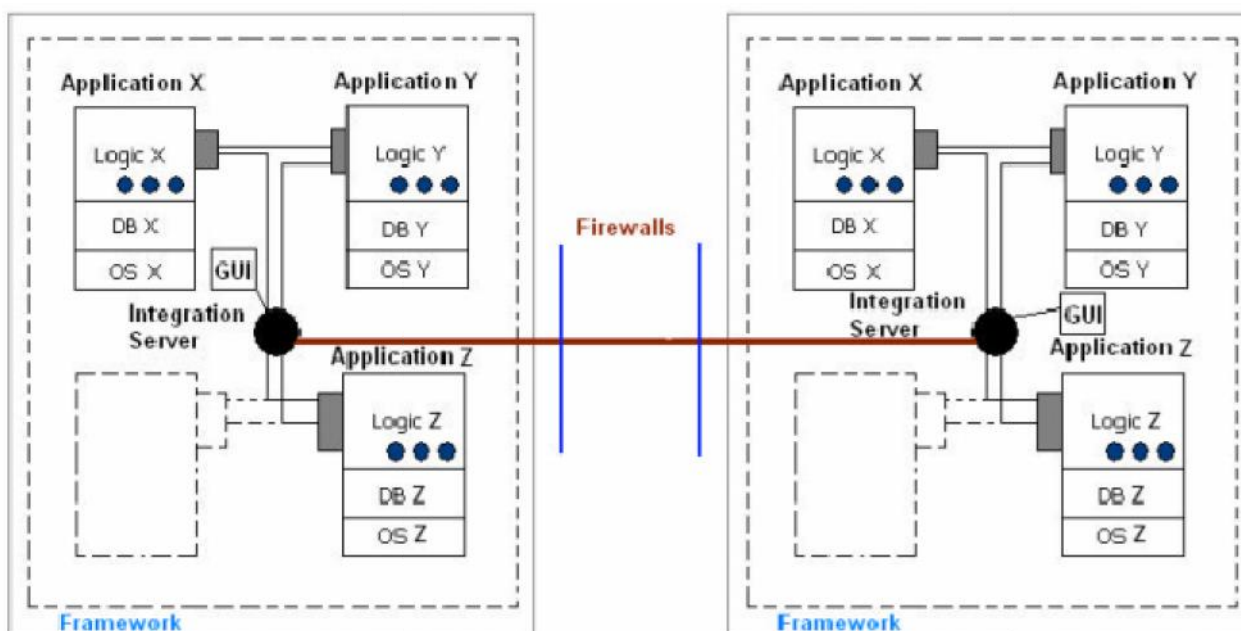 Application X
Application Y
Logic X
Logic Y
DB X
DB Y
OS X
OS Y
GUI
Integration
Server
Application Z
Logic Z
DB Z
OS Z
Framework
Firewalls
Application X
Application Y
Logic X
Logic Y
DB X
DB Y
OS X
OS Y
Integration
Server
GUI
Application Z
Logic Z
DB Z
OS Z
Framework